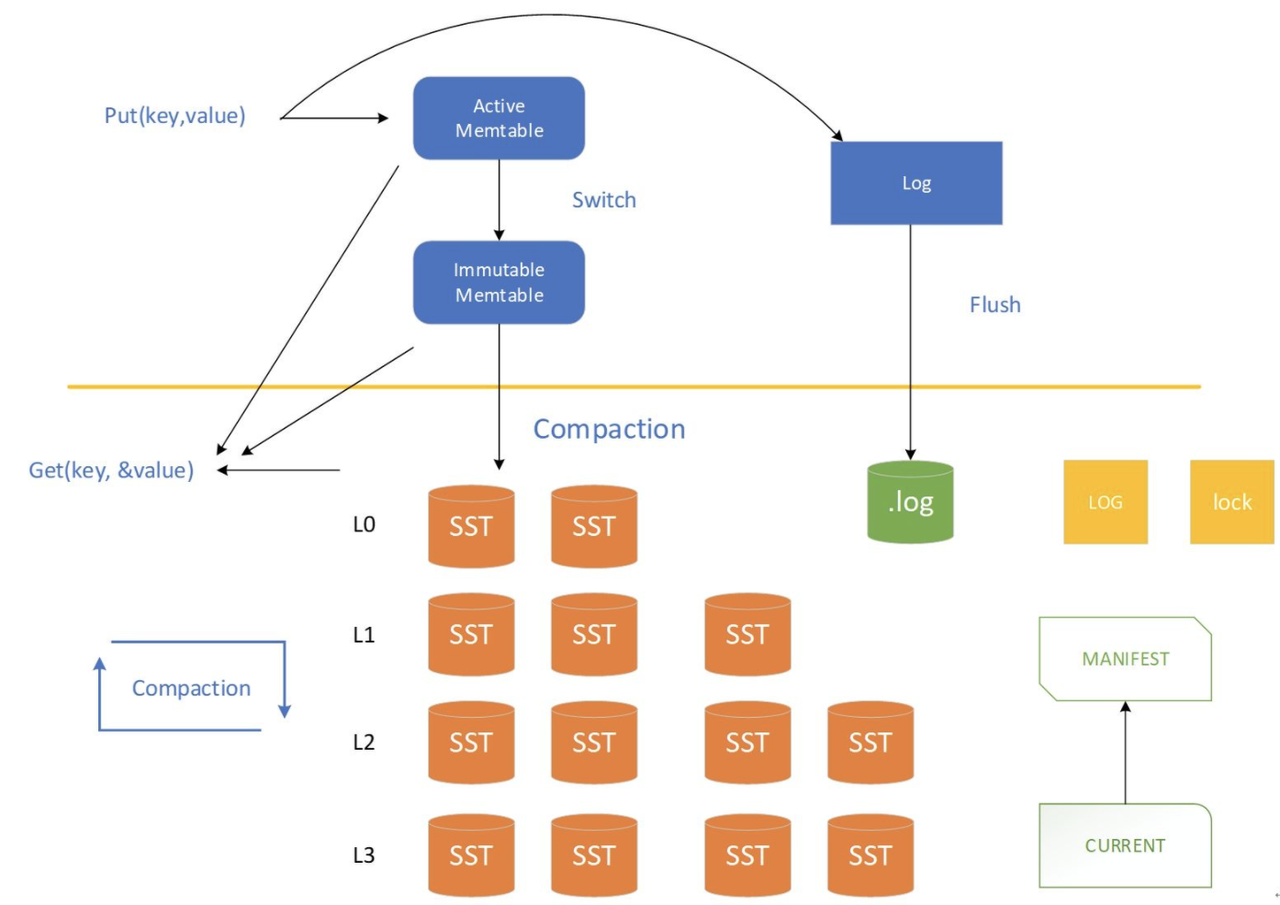 Put(key,value)
Active
Memtable
Log
Switch
Immutable
Memtable
Flush
Compaction
Get(key, &value)
L0
SST
SST
.log
LOG
lock
L1
SST
SST
SST
MANIFEST
Compaction
L2
SST
SST
SST
SST
L3
SST
SST
SST
SST
CURRENT